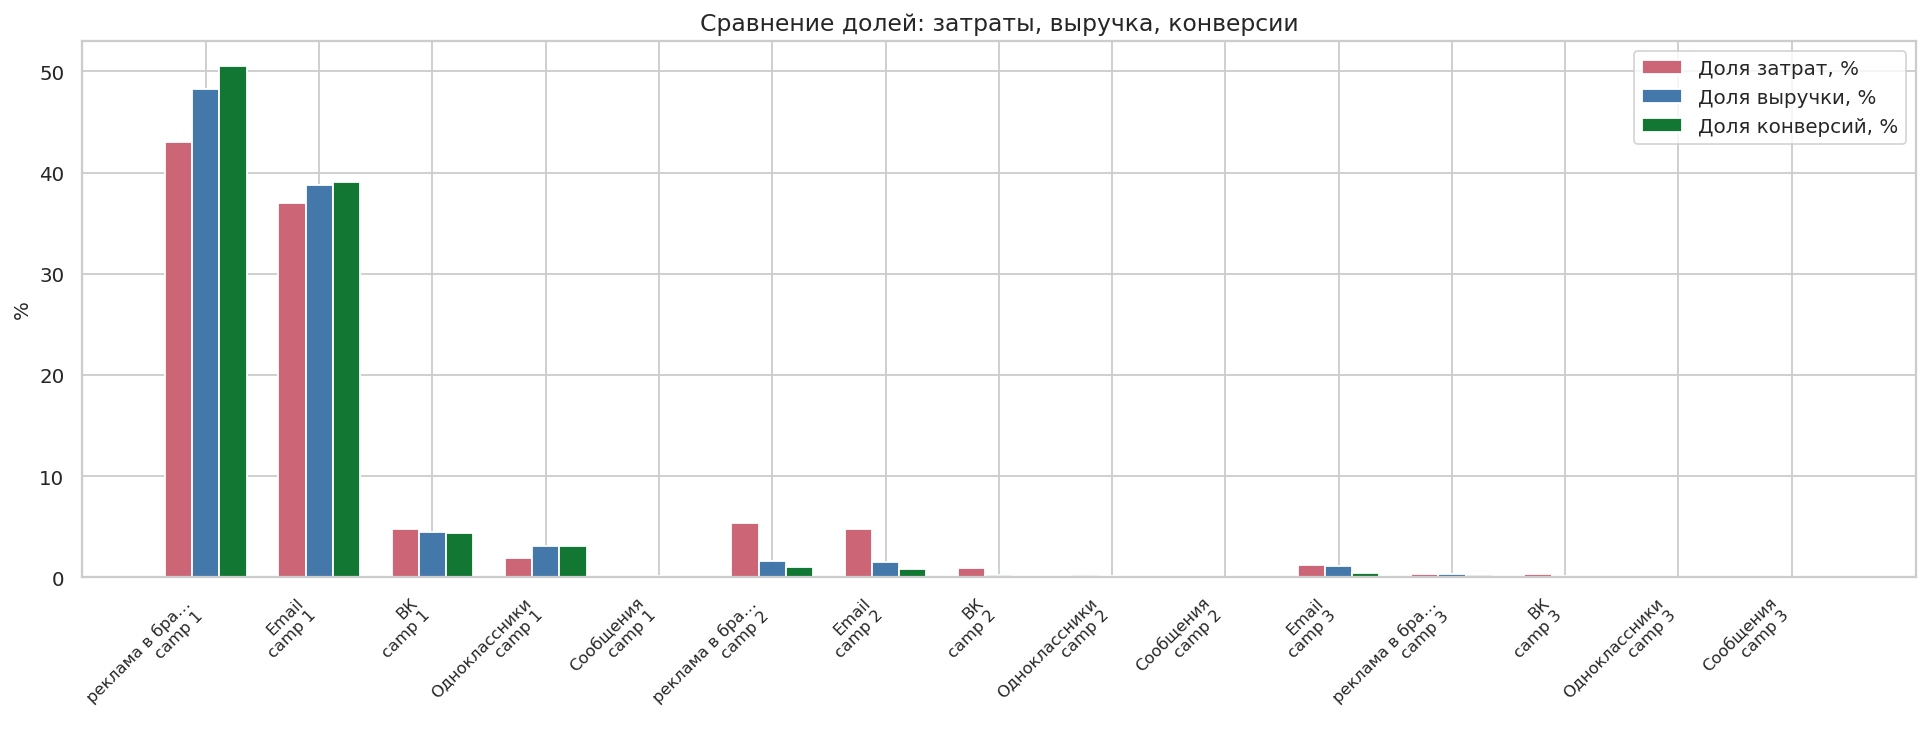 Сравнение долей: затраты, выручка, конверсии
Доля затрат, %
Доля выручки, %
Доля конверсий, %
%
50
40
30
20
10
0
реклама в бра...
camp 1
Email
camp 1
ВК
camp 1
Одноклассники
camp 1
Сообщения
camp 1
реклама в бра...
camp 2
Email
camp 2
ВК
camp 2
Одноклассники
camp 2
Сообщения
camp 2
Email
camp 3
реклама в бра...
camp 3
ВК
camp 3
Одноклассники
camp 3
Сообщения
camp 3